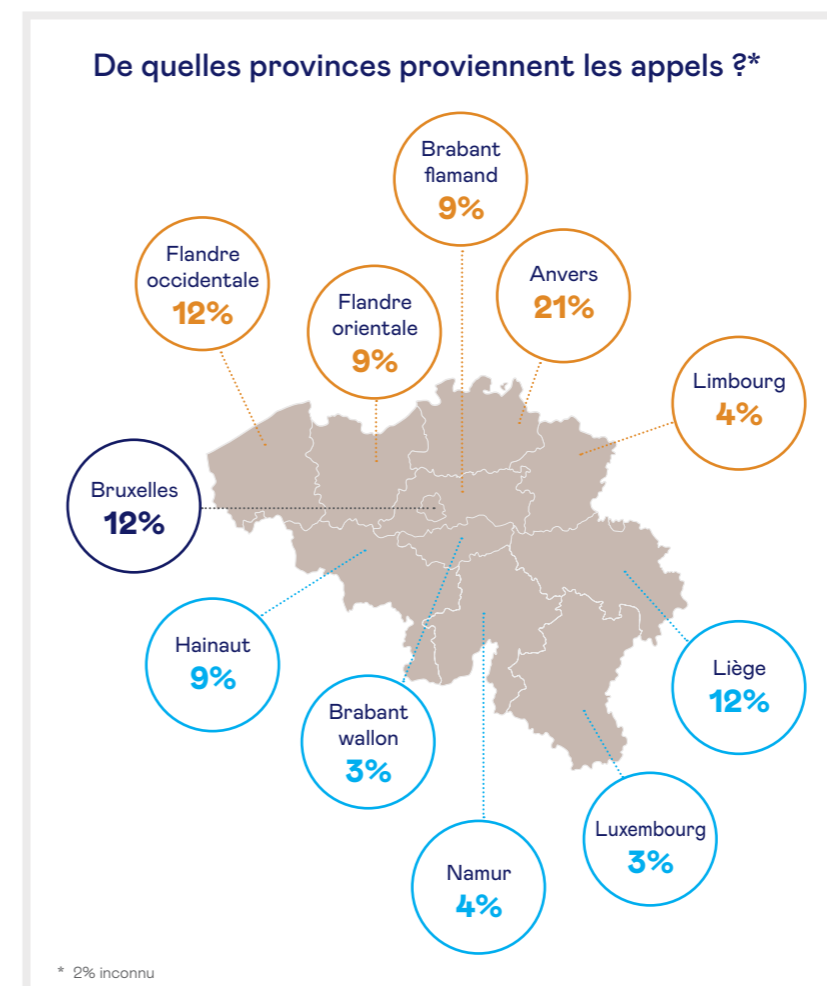 De quelles provinces proviennent les appels ?*
Brabant
flamand
9%
Flandre
occidentale
12%
Flandre
orientale
9%
Anvers
21%
Limbourg
4%
Bruxelles
12%
Hainaut
9%
Brabant
wallon
3%
Liège
12%
Luxembourg
3%
Namur
4%
* 2% inconnu